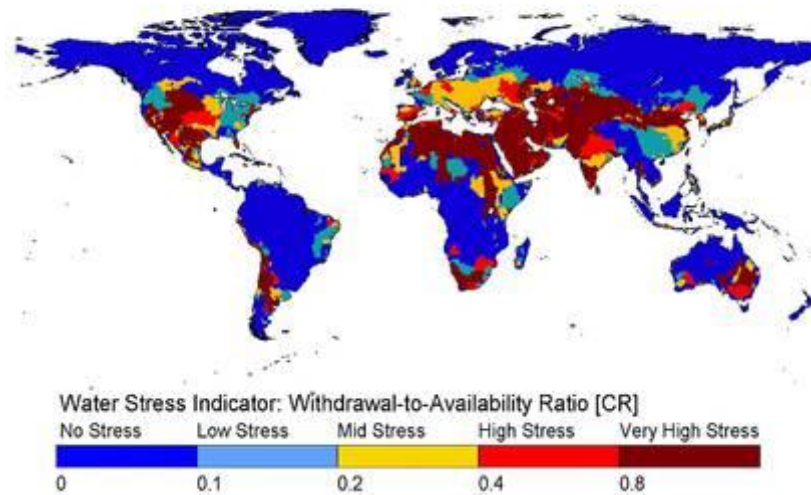 Water Stress Indicator: Withdrawal-to-Availability Ratio [CR]
No Stress Low Stress Mid Stress High Stress Very High Stress
0 0.1 0.2 0.4 0.8